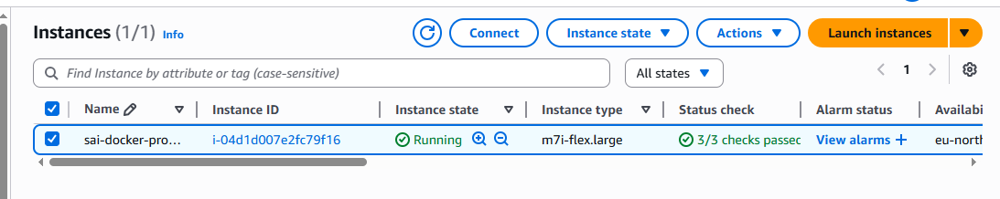 Instances (1/1) Info Connect Instance state Actions Launch instances
Find Instance by attribute or tag (case-sensitive) All states 1
Name Instance ID Instance state Instance type Status check Alarm status Availabi
sai-docker-pro... i-04d1d007e2fc79f16 Running m7i-flex.large 3/3 checks passed View alarms + eu-north